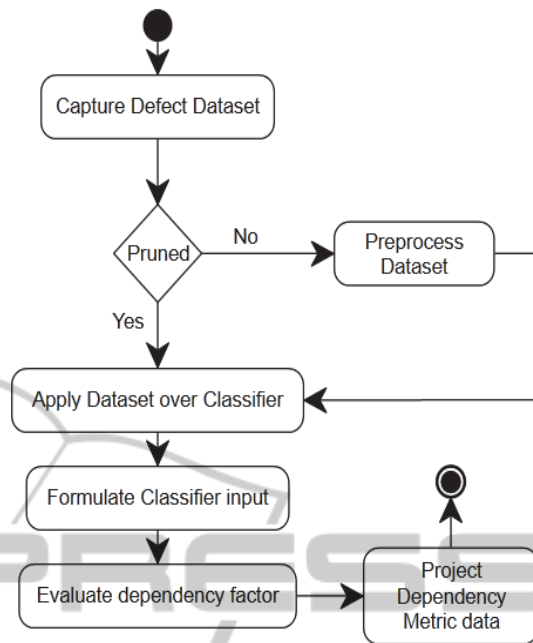 Capture Defect Dataset
Pruned
No
Preprocess
Dataset
Yes
Apply Dataset over Classifier
Formulate Classifier input
Evaluate dependency factor
Project
Dependency
Metric data
PRESS